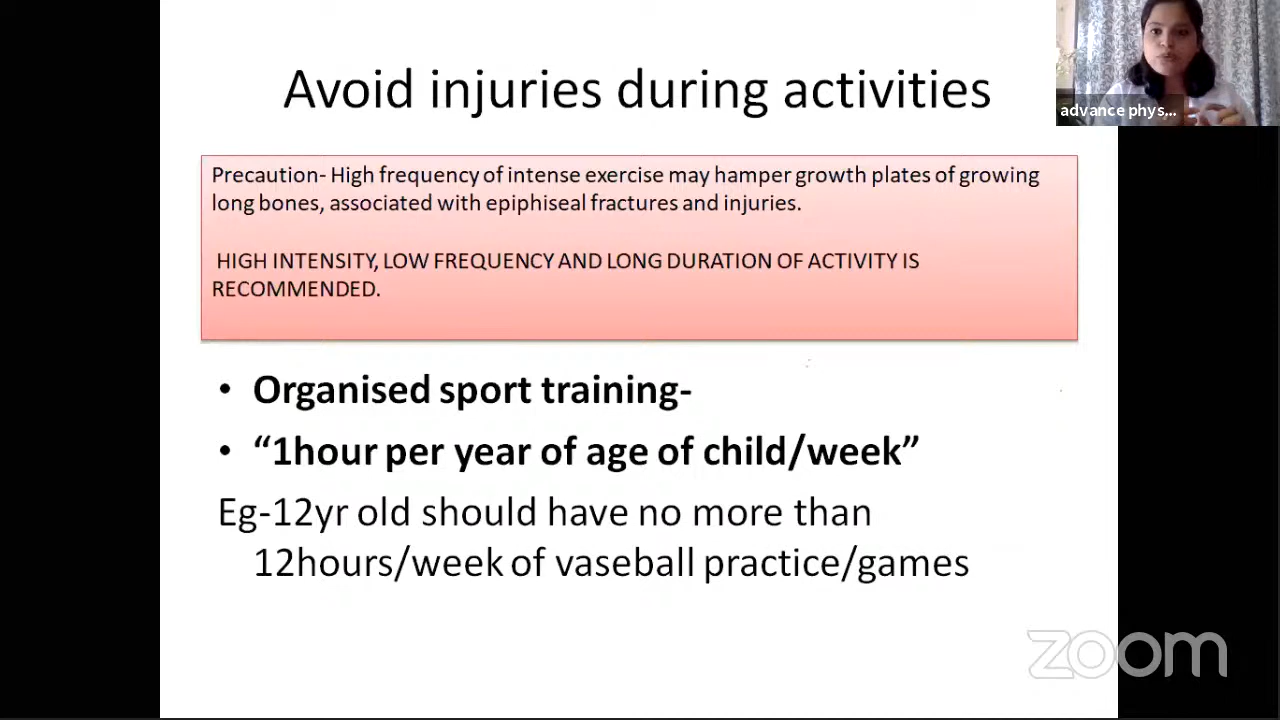 Avoid injuries during activities
advance phys...
Precaution- High frequency of intense exercise may hamper growth plates of growing
long bones, associated with epiphiseal fractures and injuries.
HIGH INTENSITY, LOW FREQUENCY AND LONG DURATION OF ACTIVITY IS
RECOMMENDED.
• Organised sport training-
• “1hour per year of age of child/week”
Eg-12yr old should have no more than
12hours/week of vaseball practice/games
zoom